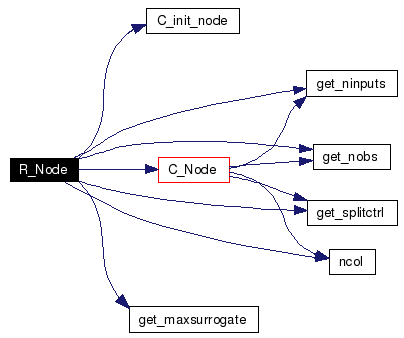 C_init_node
get_ninputs
get_nobs
R_Node
C_Node
get_splitctrl
ncol
get_maxsurrogate